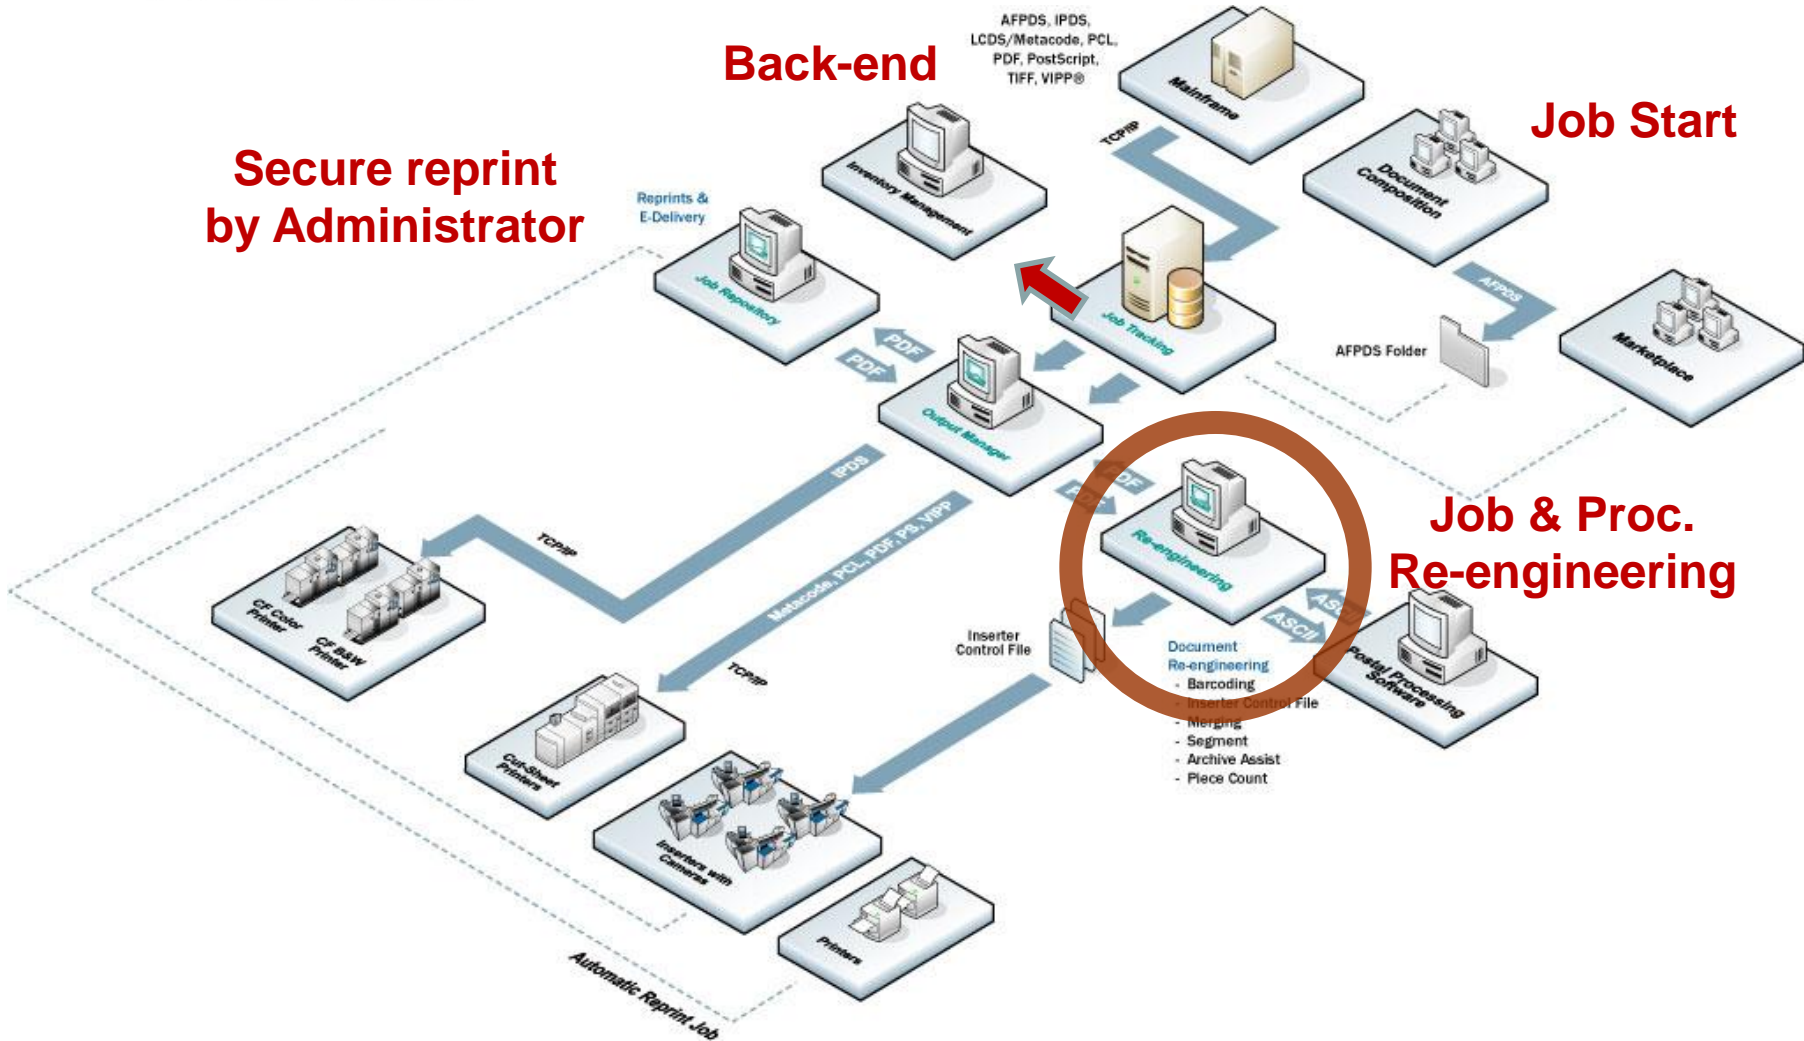 AFPDS, IPDS,
LCDS/Metacode, PCL,
PDF, PostScript,
TIFF, VIPP®
Back-end
Mainframe
Job Start
TCP/IP
Secure reprint
by Administrator
Inventory Management
Document
Composition
Reprints &
E-Delivery
Job Repository
Job Tracking
AFPDS
AFPDS Folder
Marketplace
PDF
PDF
Output Manager
IPDS
PDF
PDF
Metacode, PCL, PDF, PS, VIPP
Job & Proc.
Re-engineering
Re-engineering
TCP/IP
CF Color
Printer
CF B&W
Printer
ASCII
ASCII
Inserter
Control File
Document
Re-engineering
- Barcoding
- Inserter Control File
- Merging
- Segment
- Archive Assist
- Piece Count
Postal Processing
Software
TCP/IP
Cut-Sheet
Printers
Inserters with
Cameras
Printers
Automatic Reprint Job